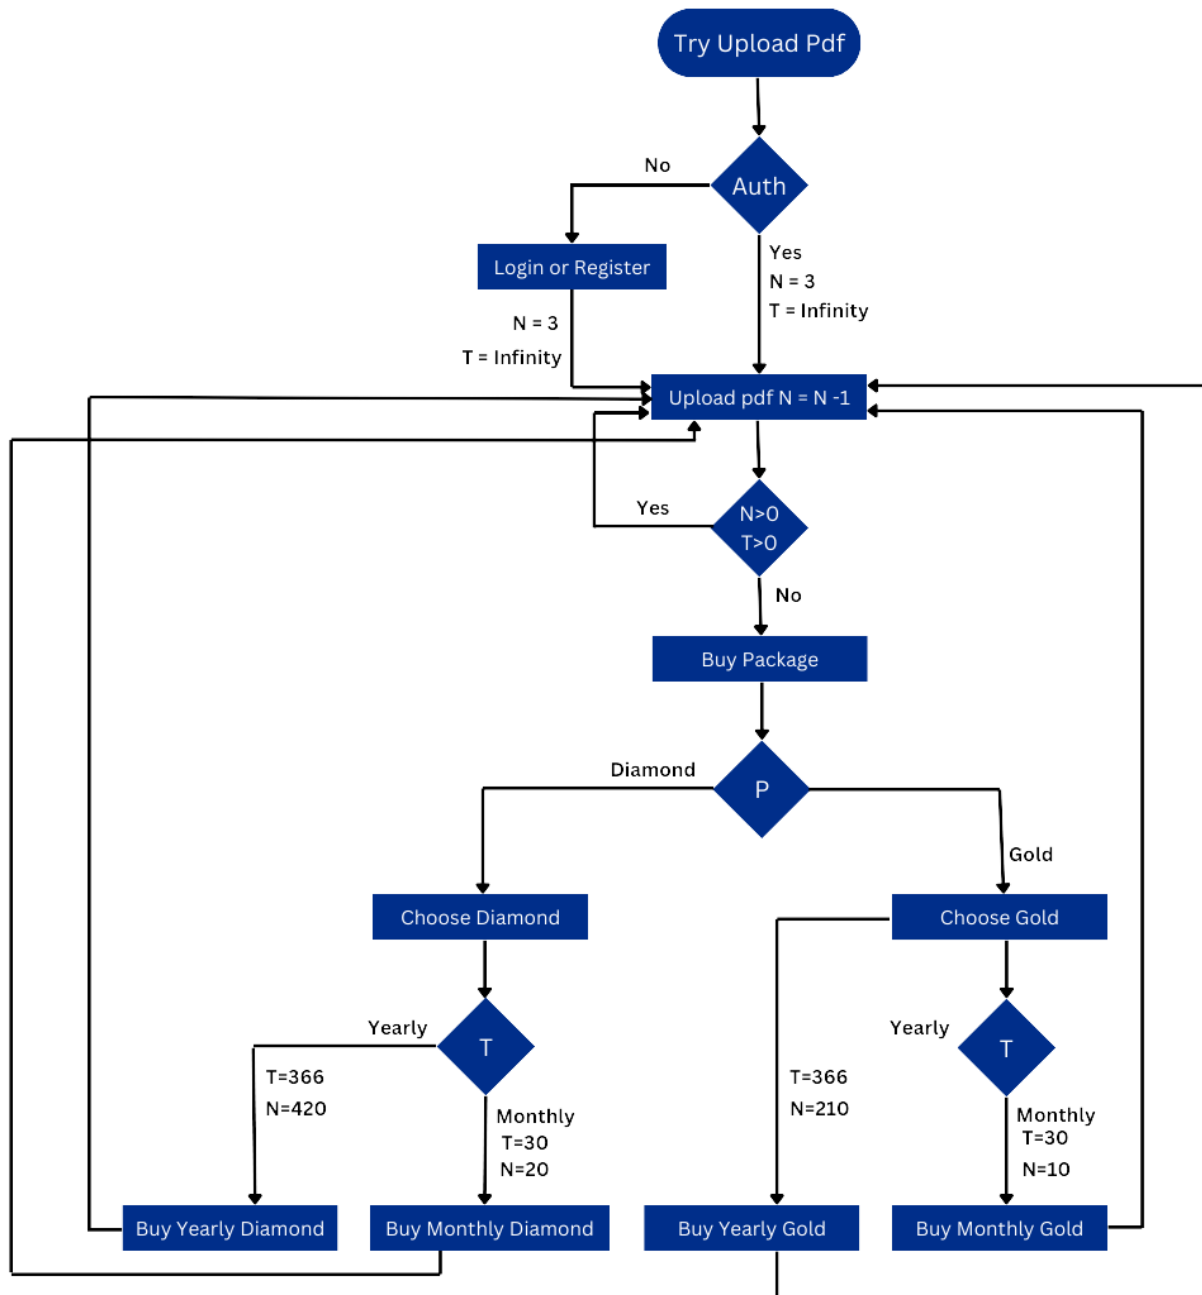 Try Upload Pdf
No
Auth
Login or Register
Yes
N = 3
T = Infinity
N = 3
T = Infinity
Upload pdf N = N -1
Yes
N>0
T>0
No
Buy Package
Diamond
P
Gold
Choose Diamond
Choose Gold
Yearly
T
Yearly
T
T=366
N=420
T=366
N=210
Monthly
T=30
N=20
Monthly
T=30
N=10
Buy Yearly Diamond
Buy Monthly Diamond
Buy Yearly Gold
Buy Monthly Gold